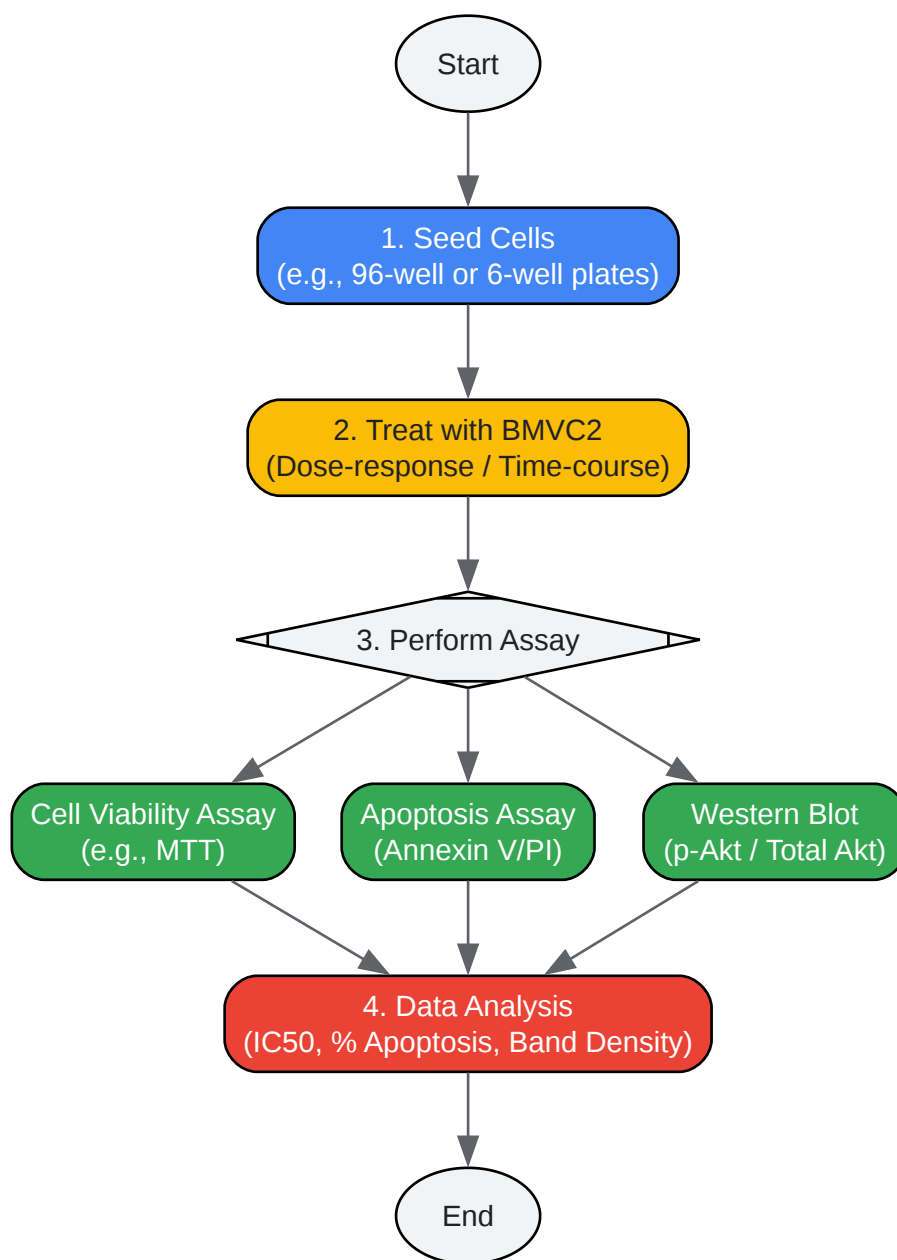 Start
1. Seed Cells
(e.g., 96-well or 6-well plates)
2. Treat with BMVC2
(Dose-response / Time-course)
3. Perform Assay
Cell Viability Assay
(e.g., MTT)
Apoptosis Assay
(Annexin V/PI)
Western Blot
(p-Akt / Total Akt)
4. Data Analysis
(IC50, % Apoptosis, Band Density)
End